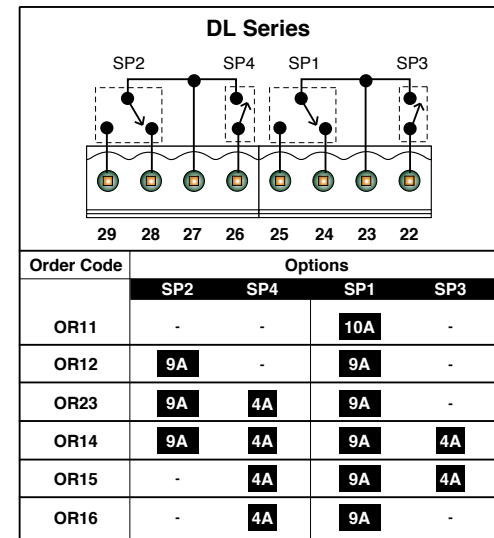 DL Series
SP2 SP4 SP1 SP3
29 28 27 26 25 24 23 22
Order Code Options
SP2 SP4 SP1 SP3
OR11 - - 10A -
OR12 9A - 9A -
OR23 9A 4A 9A -
OR14 9A 4A 9A 4A
OR15 - 4A 9A 4A
OR16 - 4A 9A -